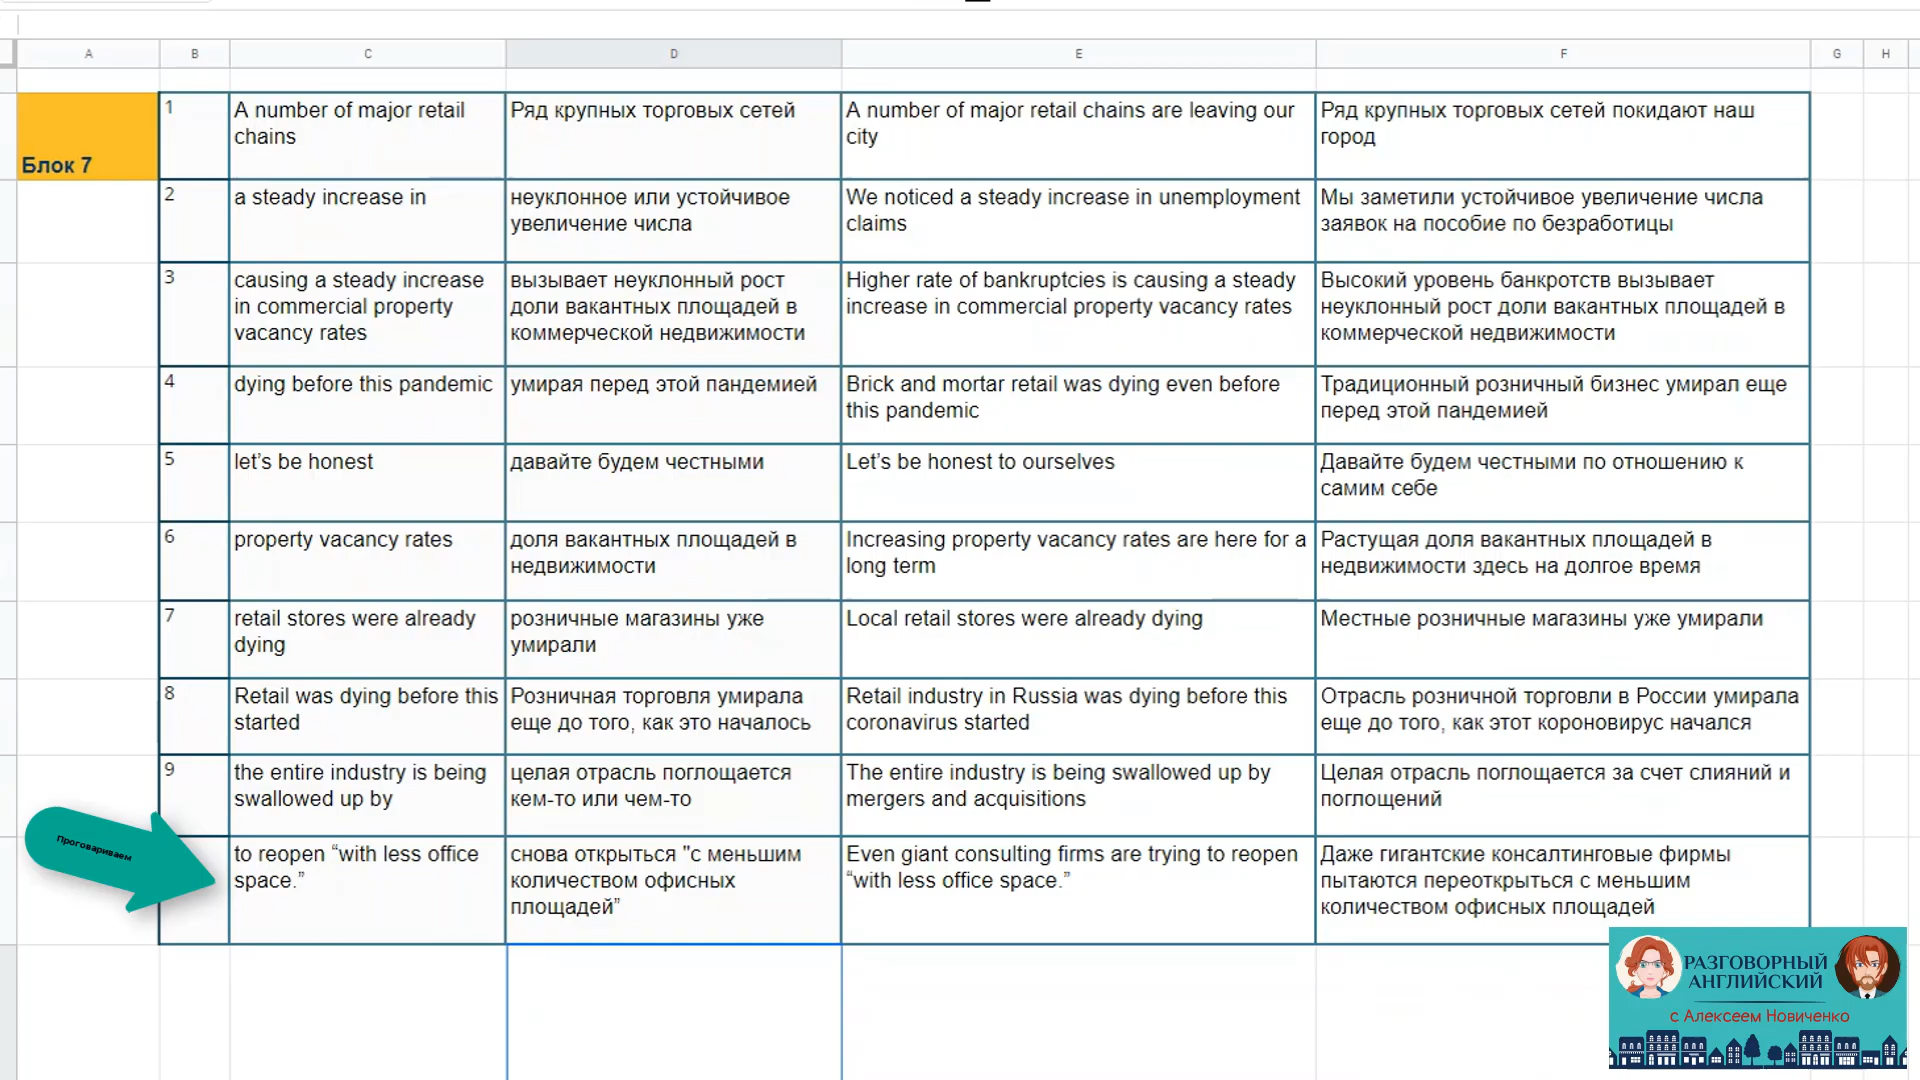 A B C D E F G H
Блок 7
1
A number of major retail
chains
Ряд крупных торговых сетей
A number of major retail chains are leaving our
city
Ряд крупных торговых сетей покидают наш
город
2
a steady increase in
неуклонное или устойчивое
увеличение числа
We noticed a steady increase in unemployment
claims
Мы заметили устойчивое увеличение числа
заявок на пособие по безработицы
3
causing a steady increase
in commercial property
vacancy rates
вызывает неуклонный рост
доли вакантных площадей в
коммерческой недвижимости
Higher rate of bankruptcies is causing a steady
increase in commercial property vacancy rates
Высокий уровень банкротств вызывает
неуклонный рост доли вакантных площадей в
коммерческой недвижимости
4
dying before this pandemic
умирая перед этой пандемией
Brick and mortar retail was dying even before
this pandemic
Традиционный розничный бизнес умирал еще
перед этой пандемией
5
let’s be honest
давайте будем честными
Let’s be honest to ourselves
Давайте будем честными по отношению к
самим себе
6
property vacancy rates
доля вакантных площадей в
недвижимости
Increasing property vacancy rates are here for a
long term
Растущая доля вакантных площадей в
недвижимости здесь на долгое время
7
retail stores were already
dying
розничные магазины уже
умирали
Local retail stores were already dying
Местные розничные магазины уже умирали
8
Retail was dying before this
started
Розничная торговля умирала
еще до того, как это началось
Retail industry in Russia was dying before this
coronavirus started
Отрасль розничной торговли в России умирала
еще до того, как этот короновирус начался
9
the entire industry is being
swallowed up by
целая отрасль поглощается
кем-то или чем-то
The entire industry is being swallowed up by
mergers and acquisitions
Целая отрасль поглощается за счет слияний и
поглощений
Проговариваем
to reopen “with less office
space.”
снова открыться "с меньшим
количеством офисных
площадей”
Even giant consulting firms are trying to reopen
“with less office space.”
Даже гигантские консалтинговые фирмы
пытаются переоткрыться с меньшим
количеством офисных площадей
РАЗГОВОРНЫЙ
АНГЛИЙСКИЙ
с Алексеем Новиченко